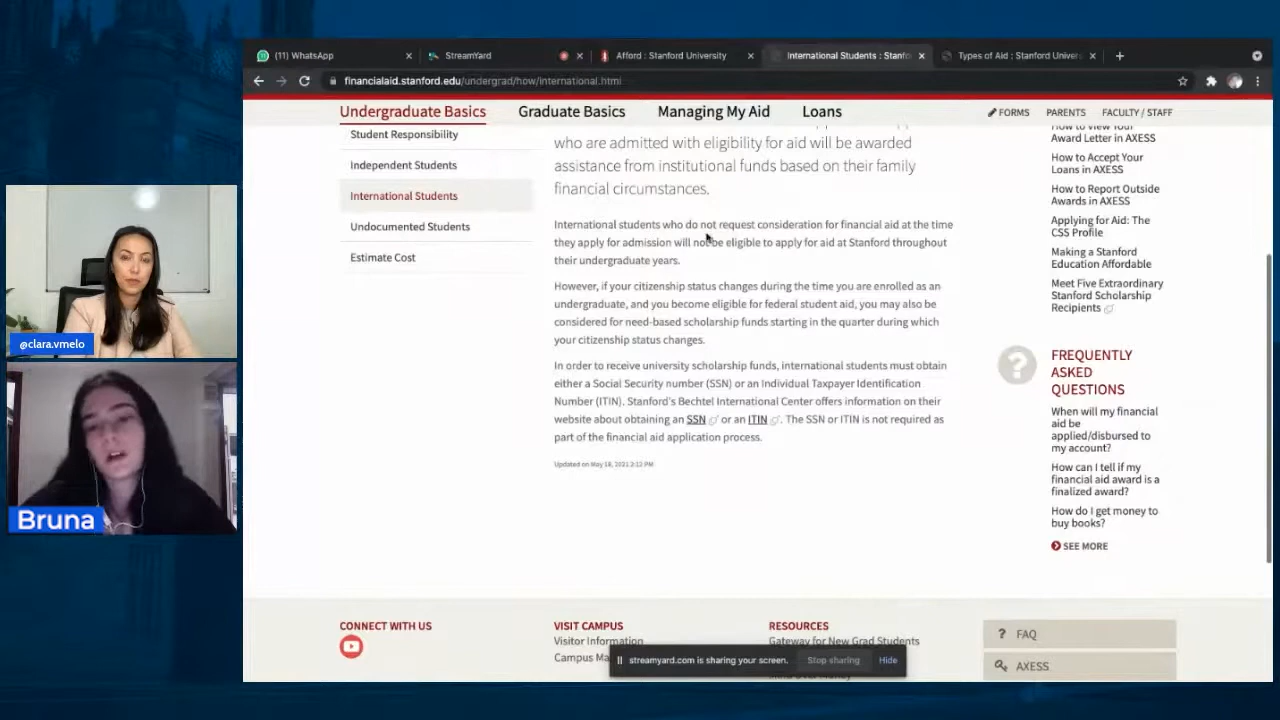 (11) WhatsApp
StreamYard
Afford : Stanford University
International Students : Stanfo
Types of Aid : Stanford Univers
financialaid.stanford.edu/undergrad/how/international.html
Undergraduate Basics
Graduate Basics
Managing My Aid
Loans
FORMS
PARENTS
FACULTY / STAFF
Student Responsibility
Independent Students
International Students
Undocumented Students
Estimate Cost
who are admitted with eligibility for aid will be awarded
assistance from institutional funds based on their family
financial circumstances.
International students who do not request consideration for financial aid at the time
they apply for admission will not be eligible to apply for aid at Stanford throughout
their undergraduate years.
However, if your citizenship status changes during the time you are enrolled as an
undergraduate, and you become eligible for federal student aid, you may also be
considered for need-based scholarship funds starting in the quarter during which
your citizenship status changes.
In order to receive university scholarship funds, international students must obtain
either a Social Security number (SSN) or an Individual Taxpayer Identification
Number (ITIN). Stanford's Bechtel International Center offers information on their
website about obtaining an SSN or an ITIN. The SSN or ITIN is not required as
part of the financial aid application process.
Updated on May 18, 2021 2:12 PM
How to View Your
Award Letter in AXESS
How to Accept Your
Loans in AXESS
How to Report Outside
Awards in AXESS
Applying for Aid: The
CSS Profile
Making a Stanford
Education Affordable
Meet Five Extraordinary
Stanford Scholarship
Recipients
FREQUENTLY
ASKED
QUESTIONS
When will my financial
aid be
applied/disbursed to
my account?
How can I tell if my
financial aid award is a
finalized award?
How do I get money to
buy books?
SEE MORE
CONNECT WITH US
VISIT CAMPUS
Visitor Information
Campus Ma
RESOURCES
Gateway for New Grad Students
? FAQ
AXESS
streamyard.com is sharing your screen.
Stop sharing
Hide
@clara.vmelo
Bruna